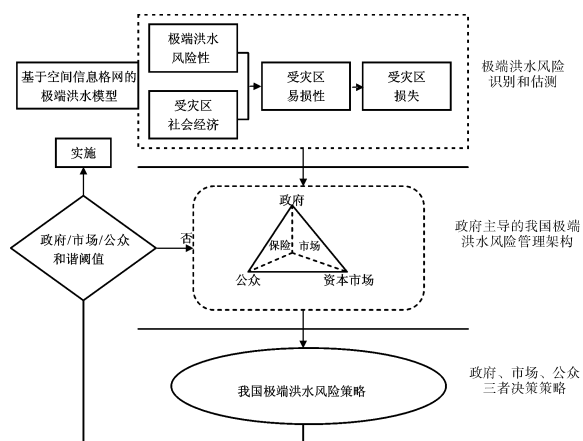 极端洪水
风险性
基于空间信息格网的
极端洪水模型
受灾区
社会经济
受灾区
易损性
受灾区
损失
极端洪水风险
识别和估测
实施
政府/市场/公众
和谐阈值
否
政府
保险
市场
公众
资本市场
政府主导的我国极端
洪水风险管理架构
我国极端洪水风险策略
政府、市场、公众
三者决策策略